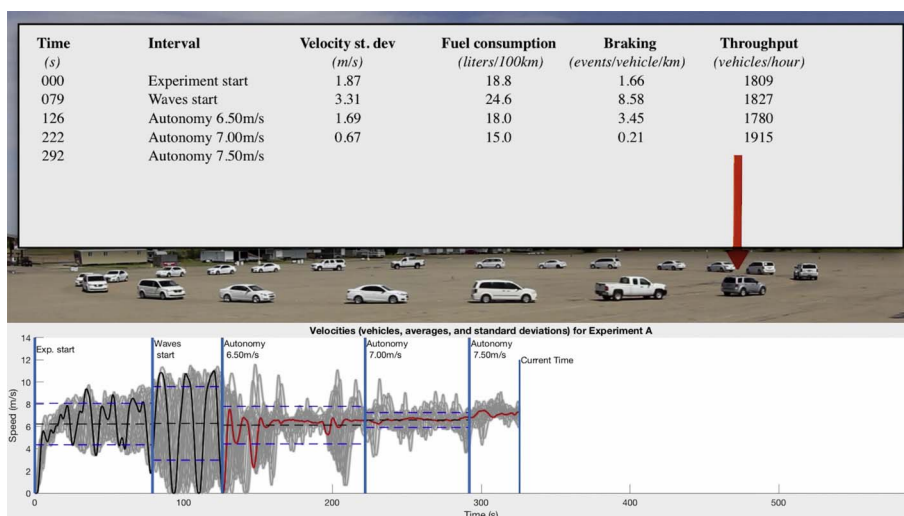 Time Interval Velocity st. dev Fuel consumption Braking Throughput
(s) (m/s) (liters/100km) (events/vehicle/km) (vehicles/hour)
000 Experiment start 1.87 18.8 1.66 1809
079 Waves start 3.31 24.6 8.58 1827
126 Autonomy 6.50m/s 1.69 18.0 3.45 1780
222 Autonomy 7.00m/s 0.67 15.0 0.21 1915
292 Autonomy 7.50m/s
Velocities (vehicles, averages, and standard deviations) for Experiment A
Exp. start
Waves
start
Autonomy
6.50m/s
Autonomy
7.00m/s
Autonomy
7.50m/s
Current Time
Speed (m/s)
14
12
10
8
6
4
2
0
0 100 200 300 400 500
Time (s)